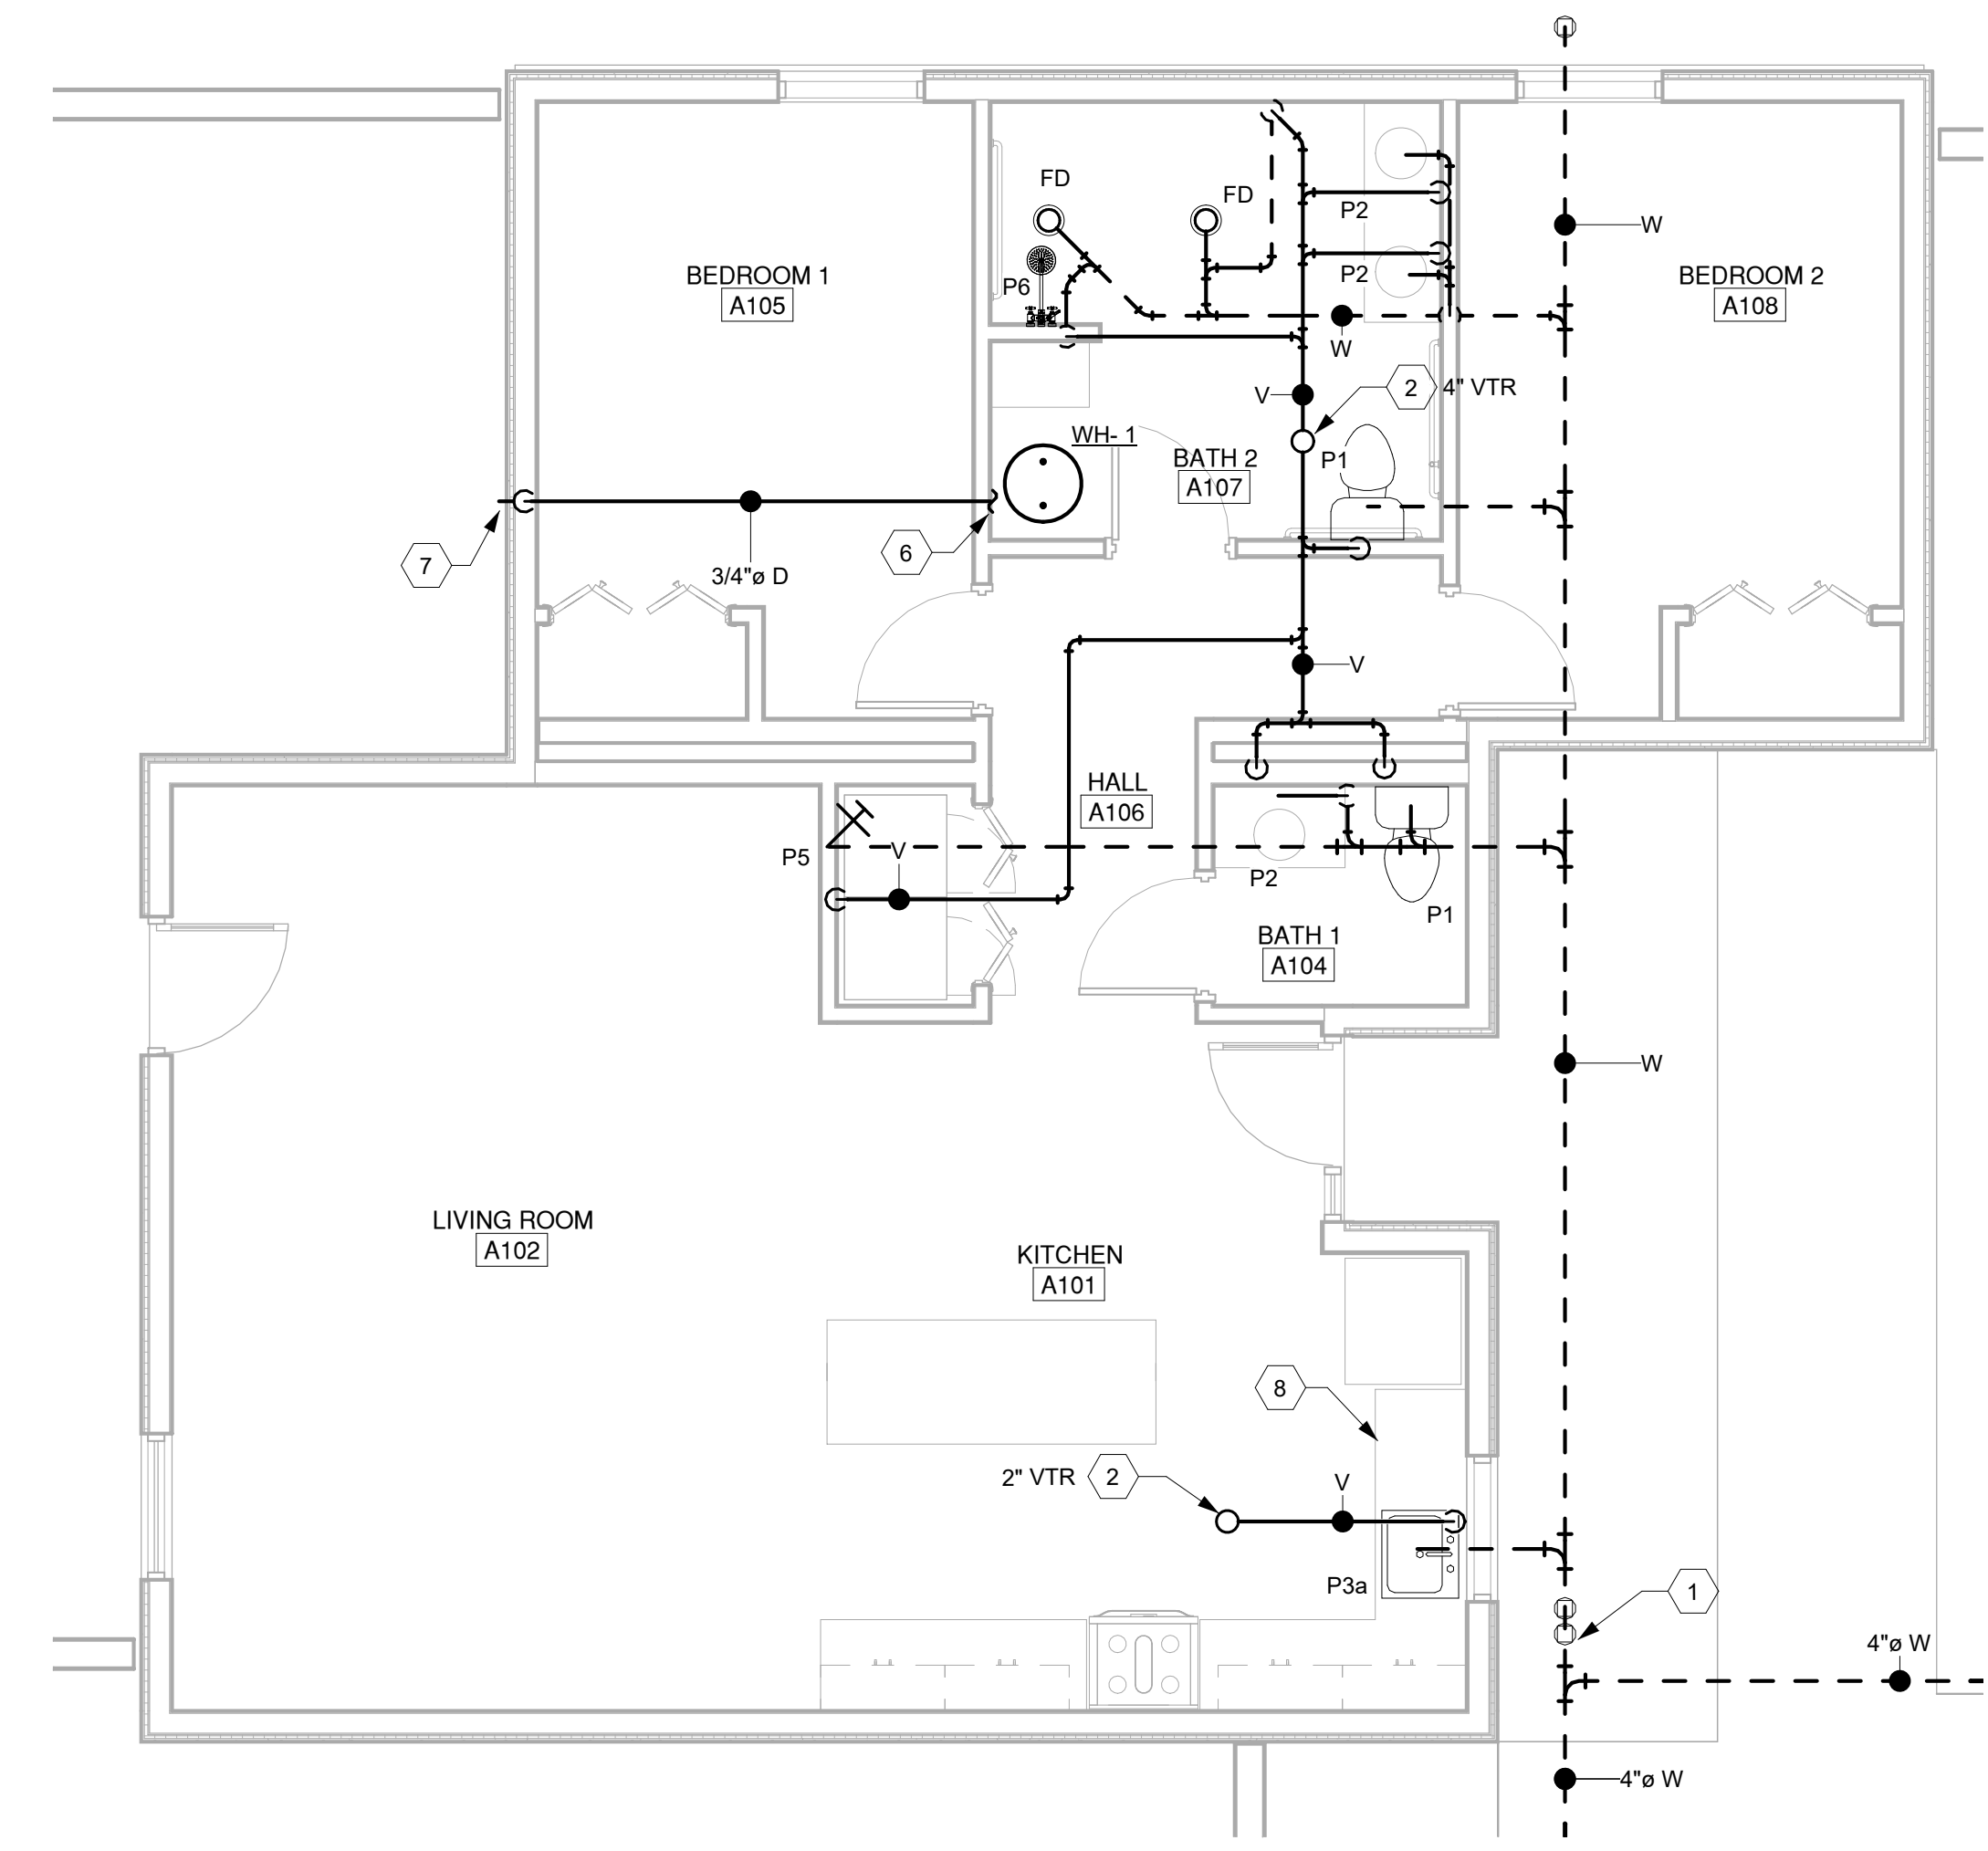 FD
FD
P2
W
BEDROOM 1
A105
P6
P2
BEDROOM 2
A108
W
V
2
4" VTR
WH- 1
BATH 2
A107
P1
7
6
3/4"ø D
V
HALL
A106
P5
V
P2
P1
BATH 1
A104
W
LIVING ROOM
A102
KITCHEN
A101
8
2" VTR
2
V
P3a
1
4"ø W
4"ø W